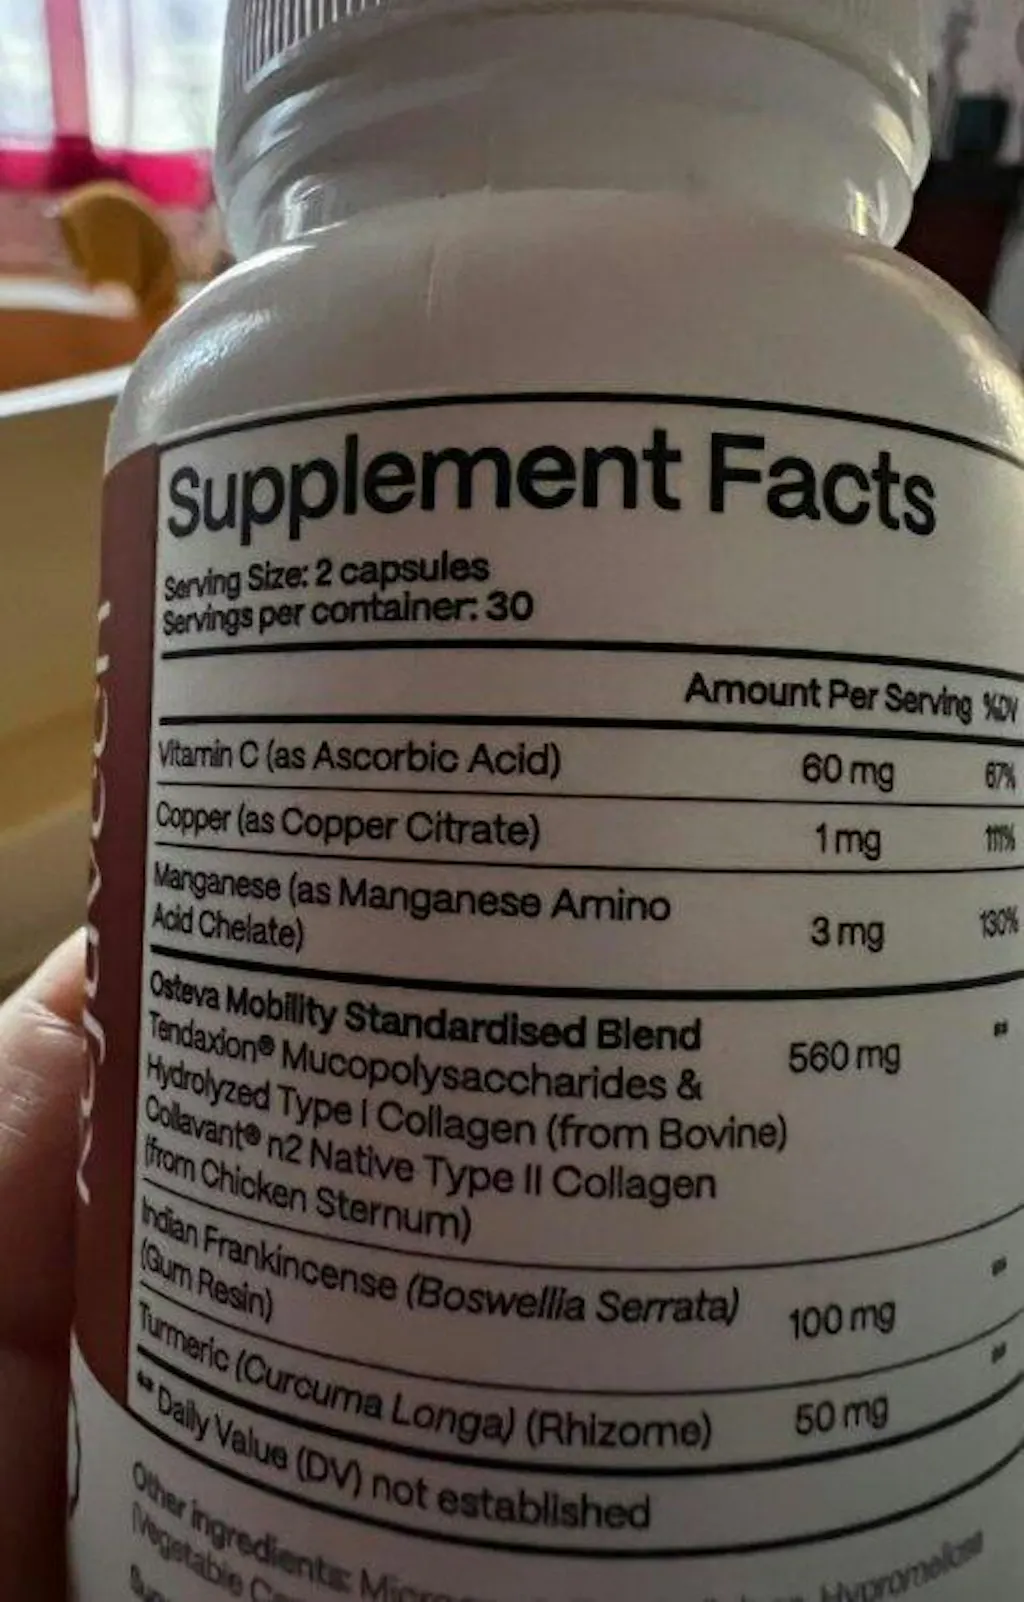 Supplement Facts
Serving Size: 2 capsules
Servings per container: 30
Amount Per Serving %DV
Vitamin C (as Ascorbic Acid) 60 mg 67%
Copper (as Copper Citrate) 1 mg 111%
Manganese (as Manganese Amino
Acid Chelate) 3 mg 130%
Osteva Mobility Standardised Blend 560 mg **
Tendaxion® Mucopolysaccharides &
Hydrolyzed Type I Collagen (from Bovine)
Collavant® n2 Native Type II Collagen
(from Chicken Sternum)
Indian Frankincense (Boswellia Serrata)
(Gum Resin) 100 mg **
Turmeric (Curcuma Longa) (Rhizome) 50 mg **
** Daily Value (DV) not established
Other ingredients: Hypromellose
(Vegetable